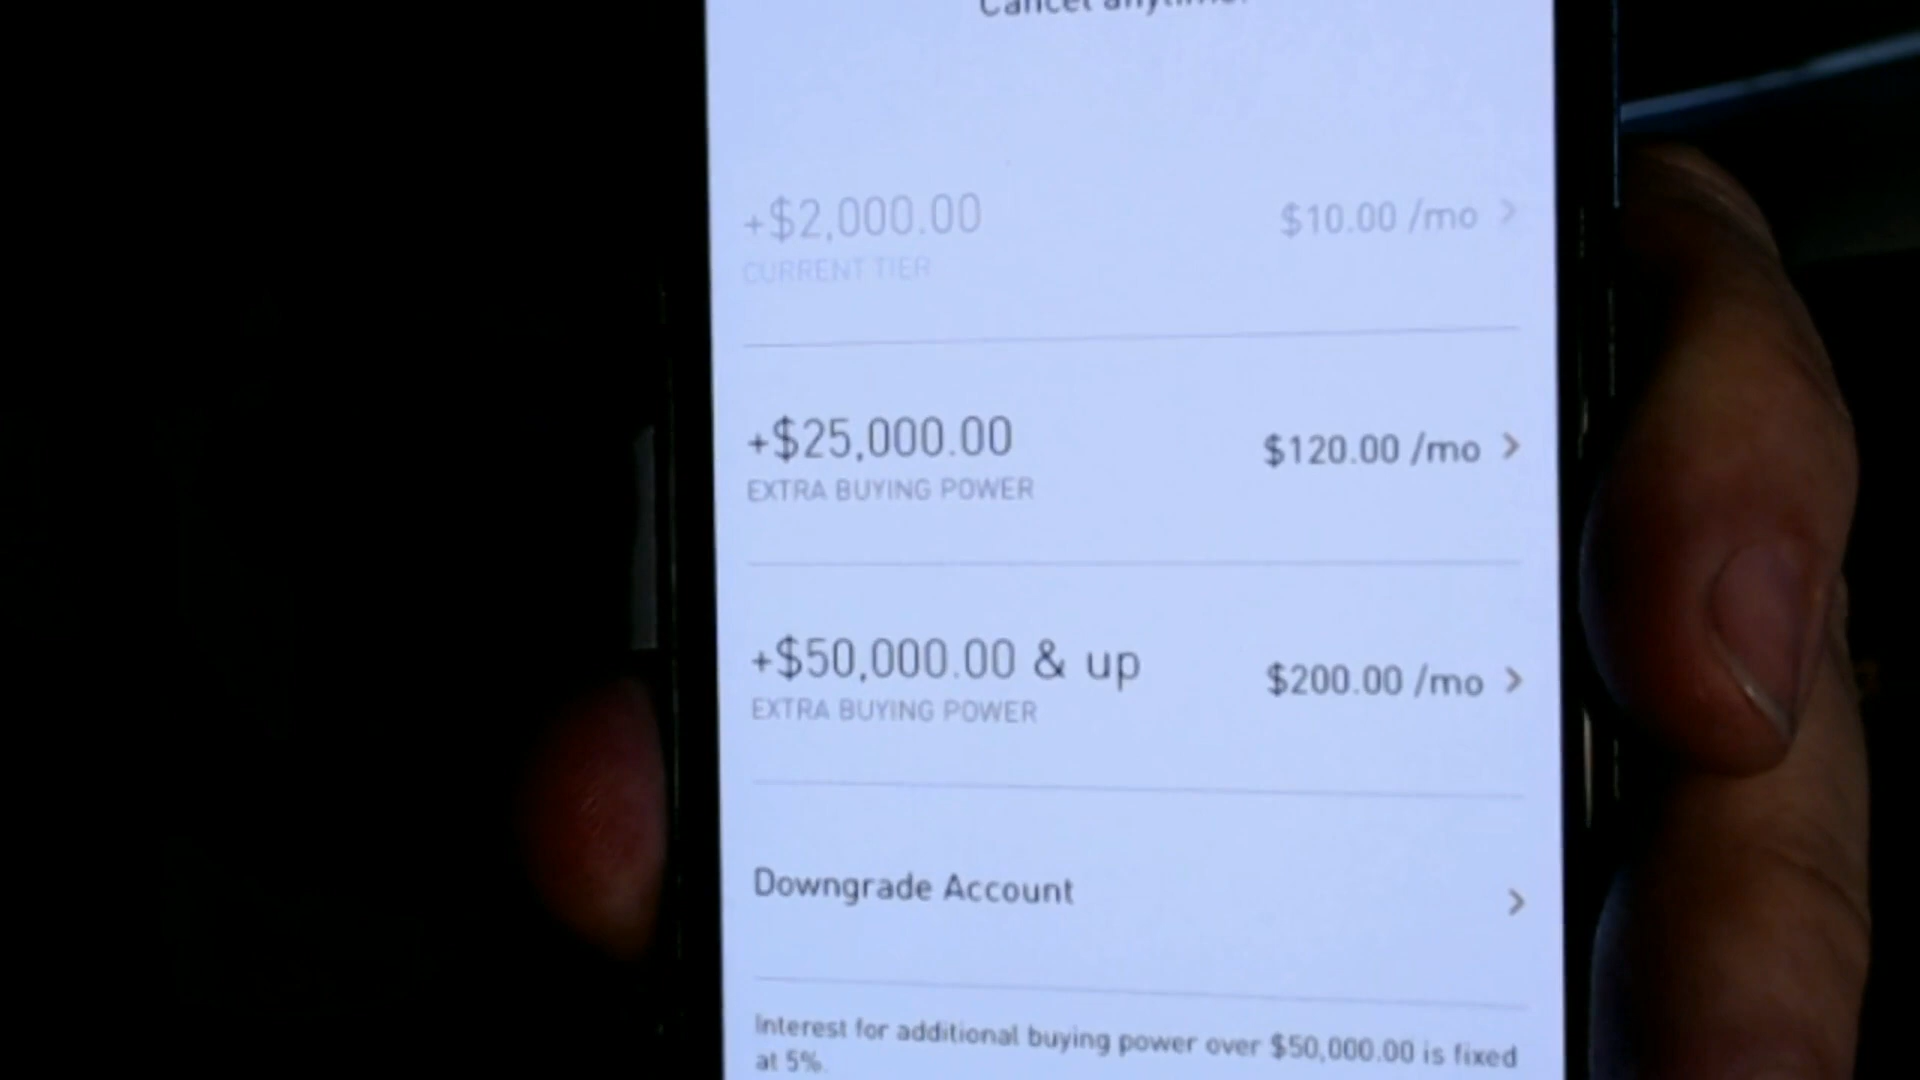 Cancel anytime.
+$2,000.00 $10.00 /mo >
CURRENT TIER
+$25,000.00 $120.00 /mo >
EXTRA BUYING POWER
+$50,000.00 & up $200.00 /mo >
EXTRA BUYING POWER
Downgrade Account >
Interest for additional buying power over $50,000.00 is fixed
at 5%.